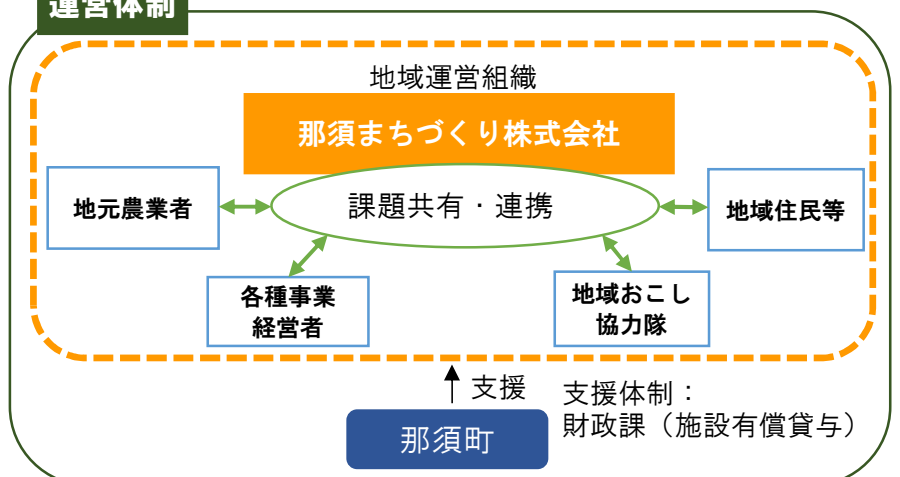 運営体制
地域運営組織
那須まちづくり株式会社
地元農業者
課題共有・連携
地域住民等
各種事業
経営者
地域おこし
協力隊
支援
支援体制：
財政課（施設有償貸与）
那須町